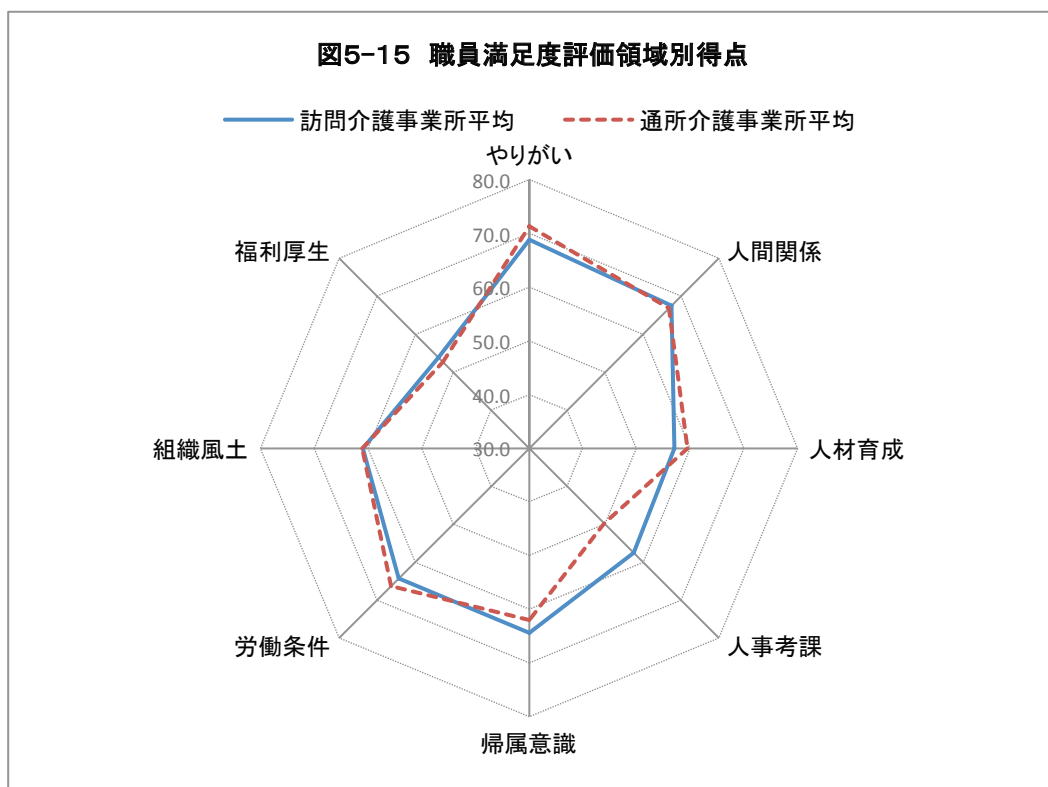 図5-15 職員満足度評価領域別得点
訪問介護事業所平均 通所介護事業所平均
やりがい
80.0
70.0
60.0
50.0
40.0
30.0
人間関係
人材育成
人事考課
帰属意識
労働条件
組織風土
福利厚生